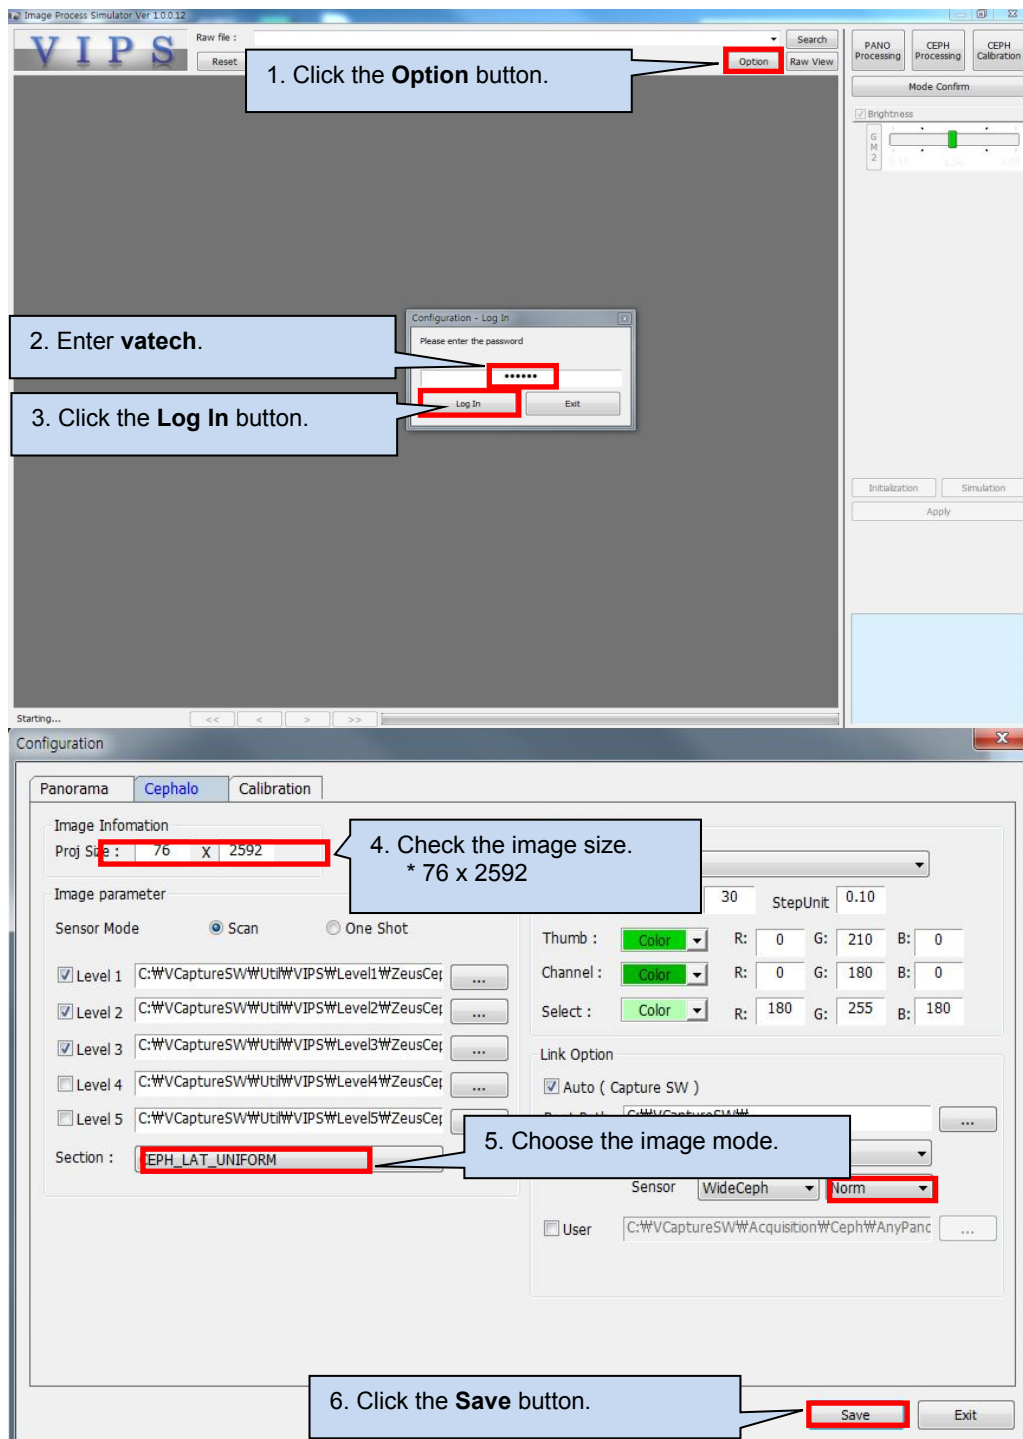 Image Process Simulator Ver 1.0.0.12
VIPS
Raw file :
Search
Reset
Option
Raw View
1. Click the Option button.
PANO Processing
CEPH Processing
CEPH Calibration
Mode Confirm
Brightness
G
M
2
Configuration - Log In
Please enter the password
••••••
Log In
Exit
2. Enter vatech.
3. Click the Log In button.
Initialization
Simulation
Apply
Starting...
<<
<
>
>>
Configuration
Panorama
Cephalo
Calibration
Image Infomation
Proj Size : 76 X 2592
4. Check the image size.
* 76 x 2592
Image parameter
Sensor Mode
Scan
One Shot
Level 1 C:₩VCaptureSW₩Util₩VIPS₩Level1₩ZeusCep ...
Level 2 C:₩VCaptureSW₩Util₩VIPS₩Level2₩ZeusCep ...
Level 3 C:₩VCaptureSW₩Util₩VIPS₩Level3₩ZeusCep ...
Level 4 C:₩VCaptureSW₩Util₩VIPS₩Level4₩ZeusCep ...
Level 5 C:₩VCaptureSW₩Util₩VIPS₩Level5₩ZeusCep
Section : CEPH_LAT_UNIFORM
30 StepUnit 0.10
Thumb : Color R: 0 G: 210 B: 0
Channel : Color R: 0 G: 180 B: 0
Select : Color R: 180 G: 255 B: 180
Link Option
Auto ( Capture SW )
C:₩VCaptureSW₩ ...
5. Choose the image mode.
Sensor WideCeph Norm
User C:₩VCaptureSW₩Acquisition₩Ceph₩AnyPano ...
6. Click the Save button.
Save
Exit